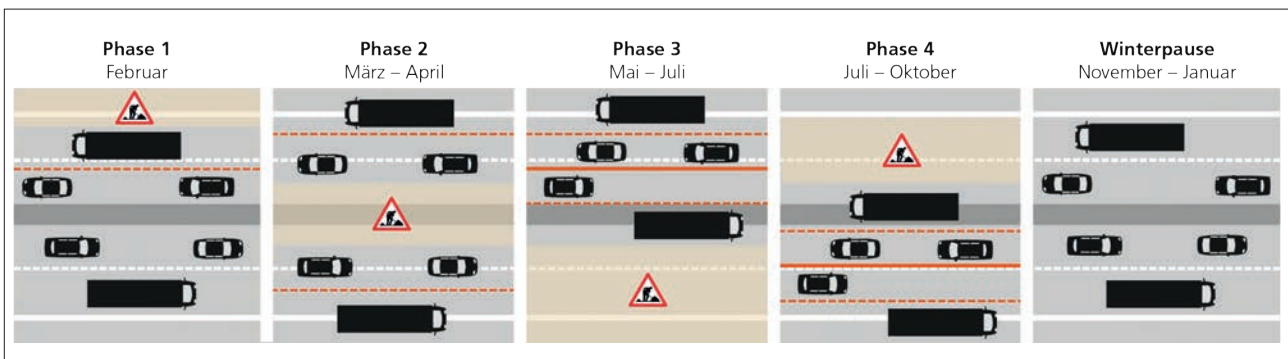 Phase 1
Februar
Phase 2
März – April
Phase 3
Mai – Juli
Phase 4
Juli – Oktober
Winterpause
November – Januar